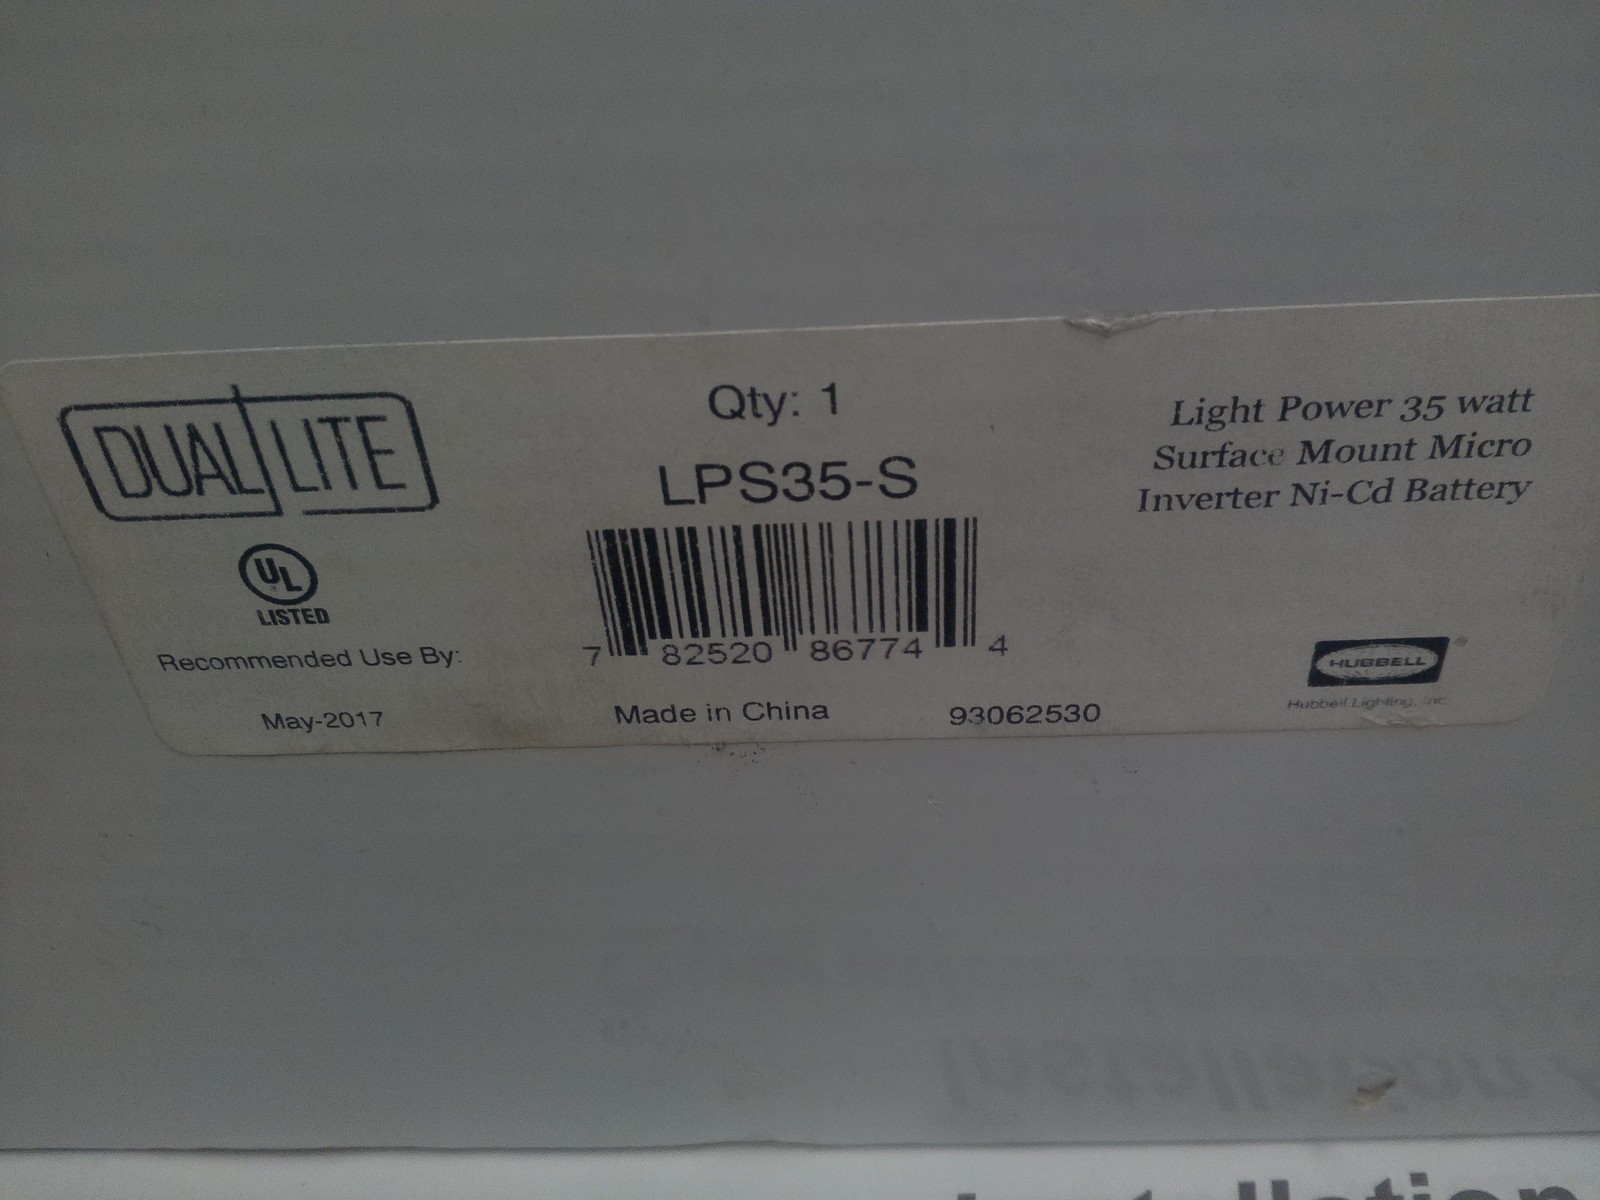 DUAL LITE
UL
LISTED
Recommended Use By:
May-2017
Qty: 1
LPS35-S
7 82520 86774 4
Made in China
93062530
Light Power 35 watt
Surface Mount Micro
Inverter Ni-Cd Battery
HUBBELL ®
Hubbell Lighting, Inc.